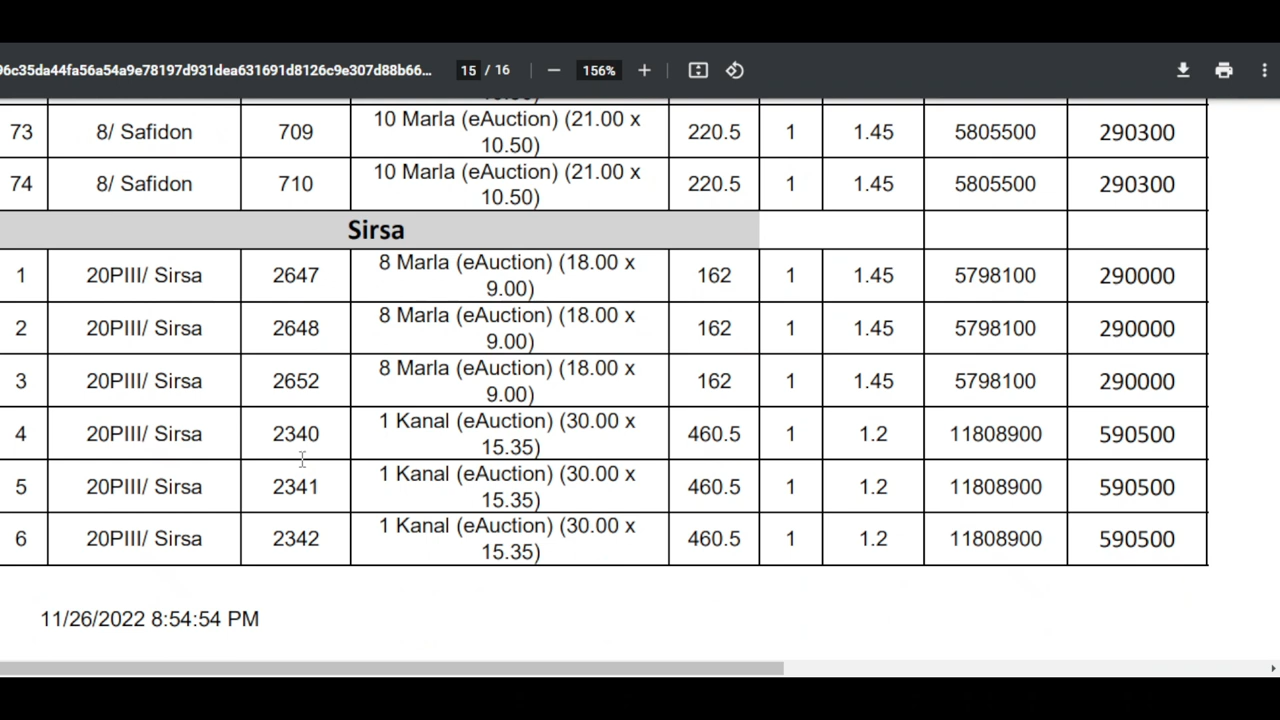 96c35da44fa56a54a9e78197d931dea631691d8126c9e307d88b66... 15 / 16 156%
73 8/ Safidon 709 10 Marla (eAuction) (21.00 x 10.50) 220.5 1 1.45 5805500 290300
74 8/ Safidon 710 10 Marla (eAuction) (21.00 x 10.50) 220.5 1 1.45 5805500 290300
Sirsa
1 20PIII/ Sirsa 2647 8 Marla (eAuction) (18.00 x 9.00) 162 1 1.45 5798100 290000
2 20PIII/ Sirsa 2648 8 Marla (eAuction) (18.00 x 9.00) 162 1 1.45 5798100 290000
3 20PIII/ Sirsa 2652 8 Marla (eAuction) (18.00 x 9.00) 162 1 1.45 5798100 290000
4 20PIII/ Sirsa 2340 1 Kanal (eAuction) (30.00 x 15.35) 460.5 1 1.2 11808900 590500
5 20PIII/ Sirsa 2341 1 Kanal (eAuction) (30.00 x 15.35) 460.5 1 1.2 11808900 590500
6 20PIII/ Sirsa 2342 1 Kanal (eAuction) (30.00 x 15.35) 460.5 1 1.2 11808900 590500
11/26/2022 8:54:54 PM